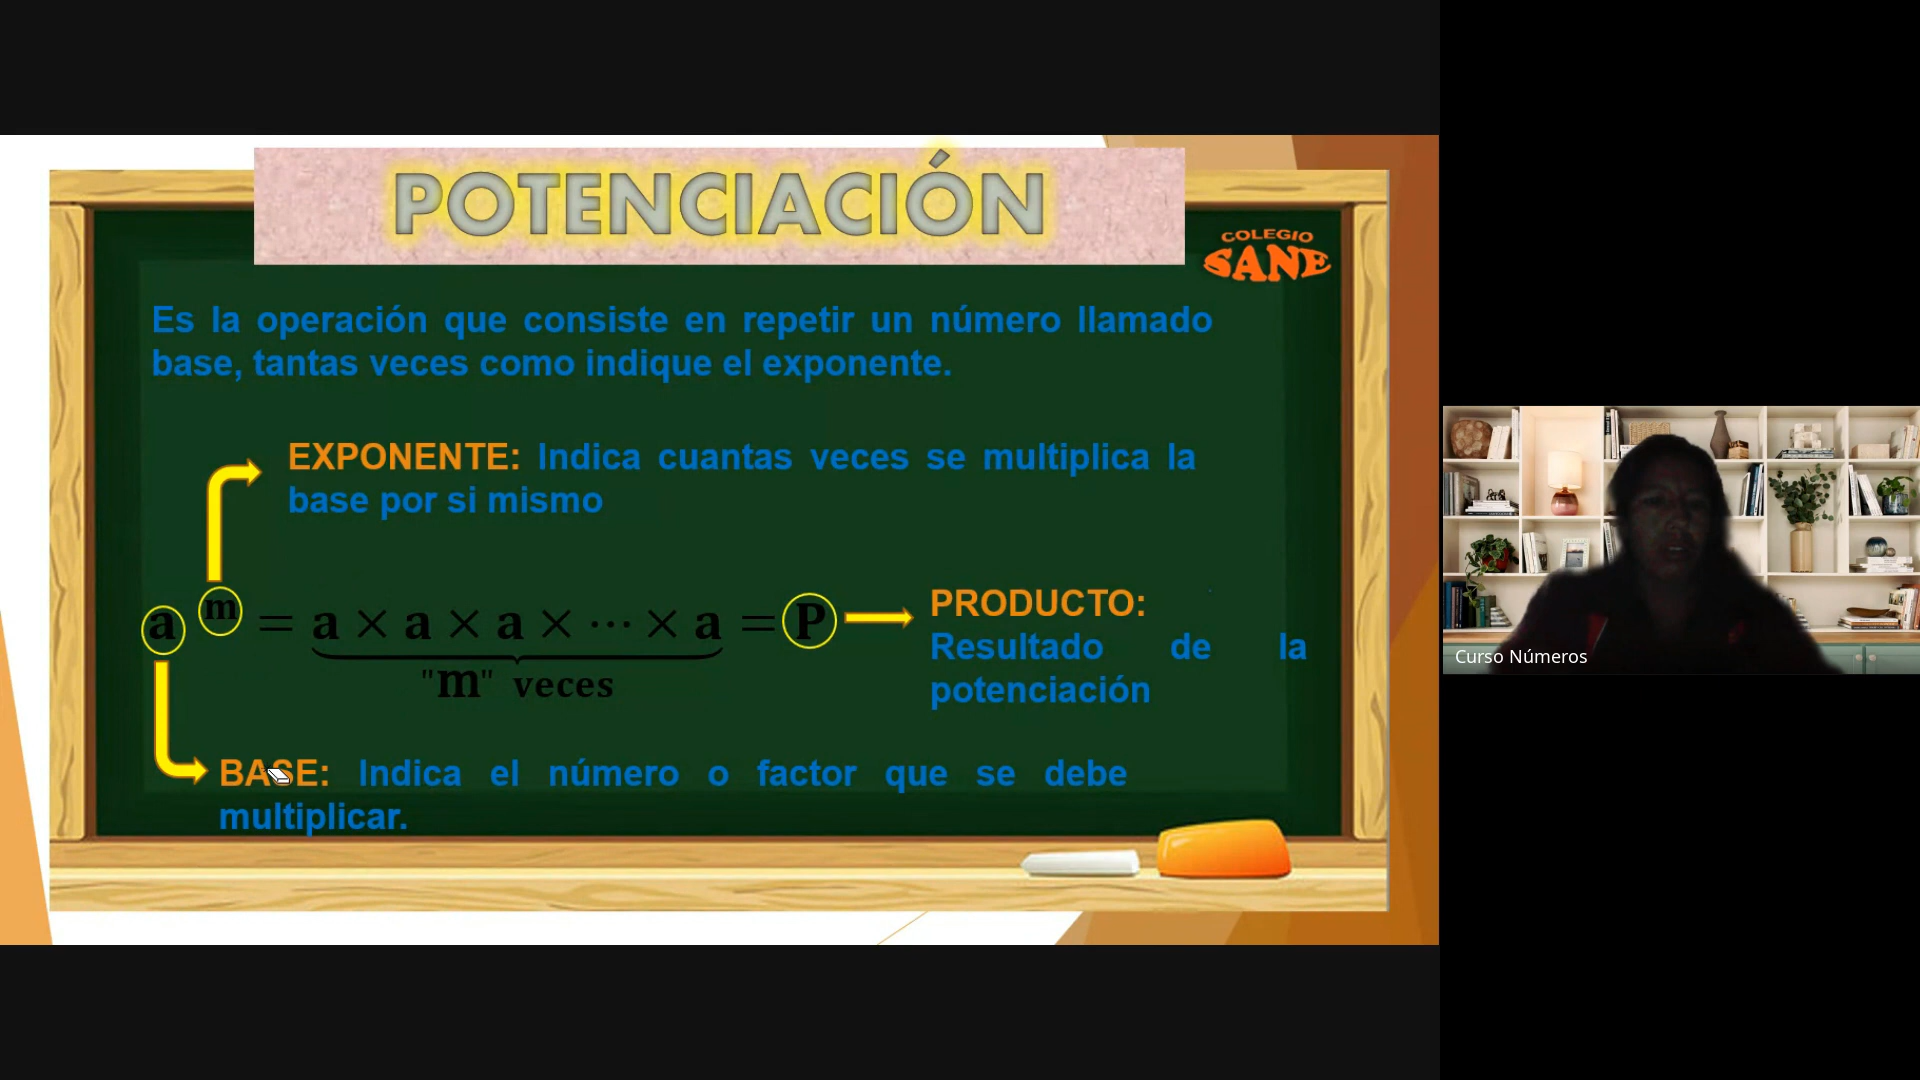 POTENCIACIÓN
COLEGIO
SANE
Es la operación que consiste en repetir un número llamado
base, tantas veces como indique el exponente.
EXPONENTE: Indica cuantas veces se multiplica la
base por si mismo
a m = a × a × a × ⋯ × a = P
"m" veces
PRODUCTO:
Resultado de la
potenciación
BASE: Indica el número o factor que se debe
multiplicar.
Curso Números